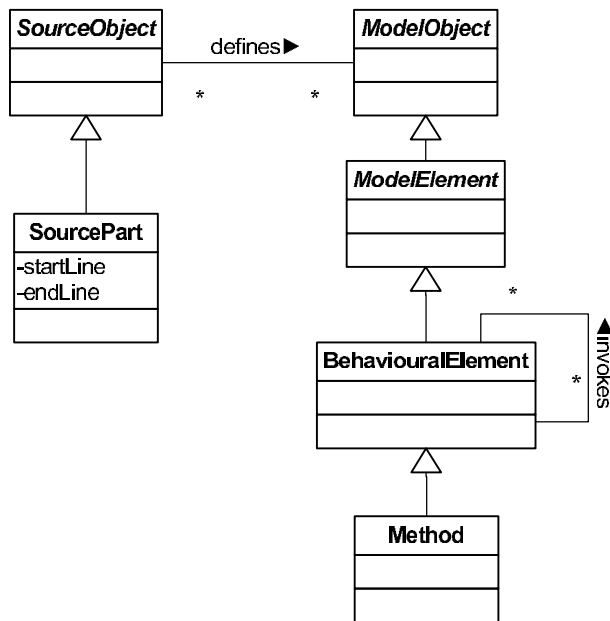 SourceObject
ModelObject
defines▶
*
*
ModelElement
SourcePart
-startLine
-endLine
*
BehaviouralElement
*
◀invokes
Method